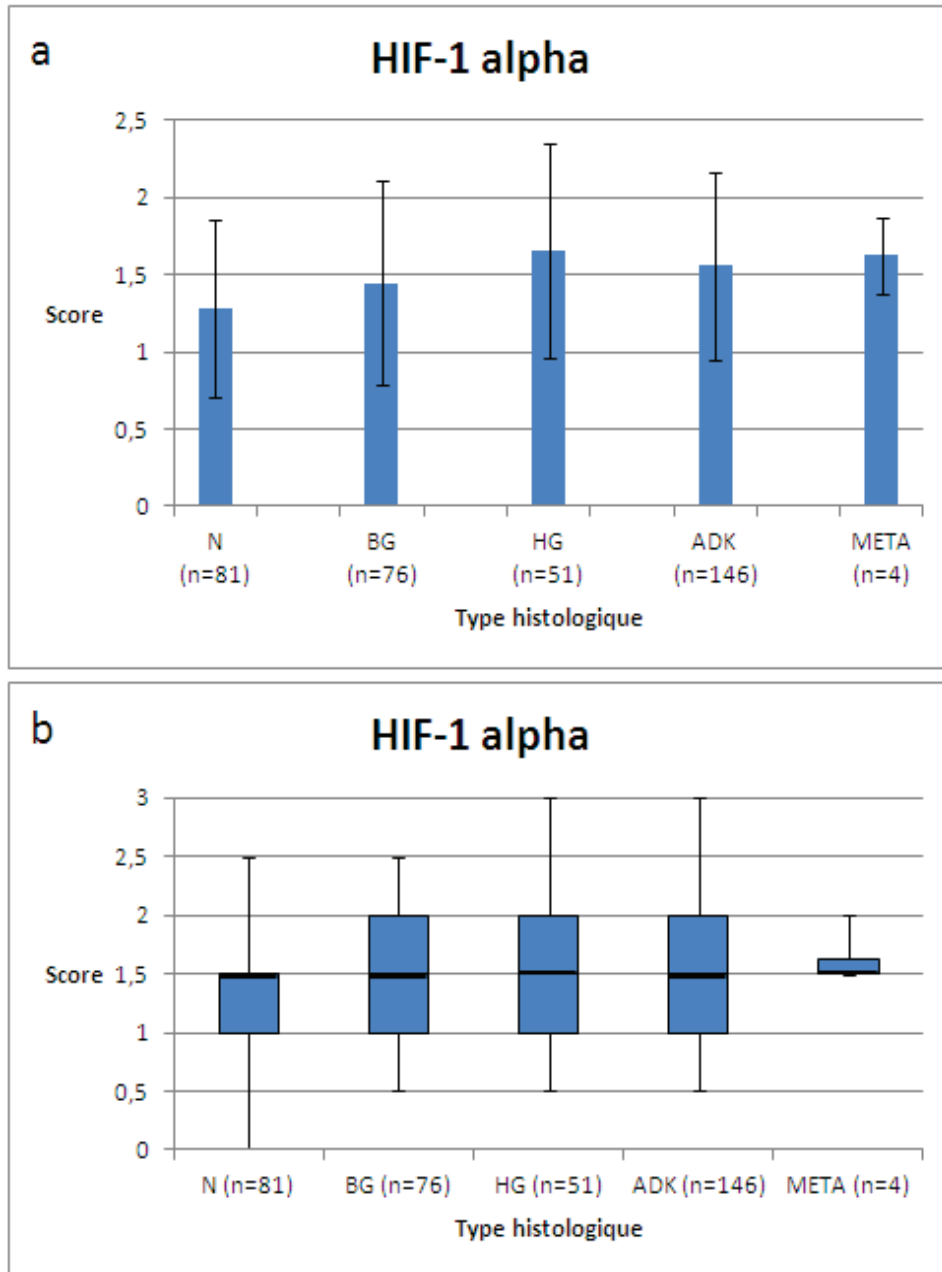 a
HIF-1 alpha
2,5
2
1,5
Score
1
0,5
0
N BG HG ADK META
(n=81) (n=76) (n=51) (n=146) (n=4)
Type histologique
b
HIF-1 alpha
3
2,5
2
Score 1,5
1
0,5
0
N (n=81) BG (n=76) HG (n=51) ADK (n=146) META (n=4)
Type histologique